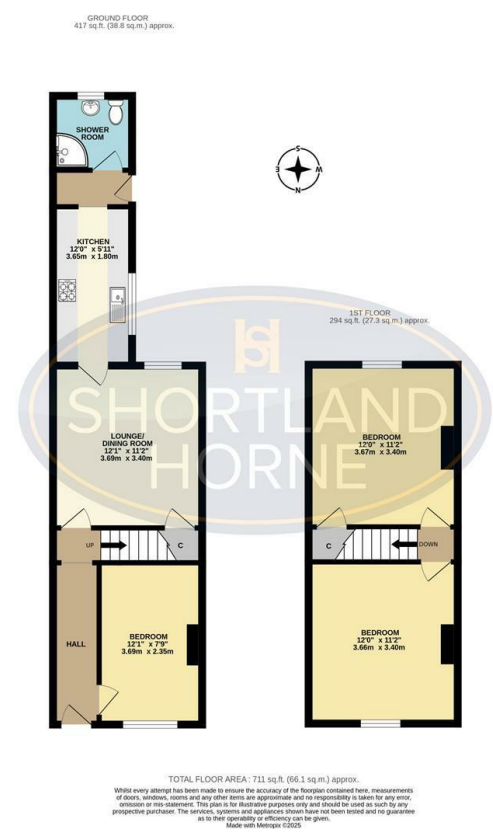 GROUND FLOOR
417 sq.ft. (38.8 sq.m.) approx.
SHOWER
ROOM
KITCHEN
12'0" x 5'11"
3.65m x 1.80m
S
E
W
N
1ST FLOOR
294 sq.ft. (27.3 sq.m.) approx.
SHORTLAND
HORNE
LOUNGE/
DINING ROOM
12'1" x 11'2"
3.69m x 3.40m
BEDROOM
12'0" x 11'2"
3.67m x 3.40m
UP
C
C
DOWN
HALL
BEDROOM
12'1" x 7'9"
3.69m x 2.35m
BEDROOM
12'0" x 11'2"
3.66m x 3.40m
TOTAL FLOOR AREA : 711 sq.ft. (66.1 sq.m.) approx.
Whilst every attempt has been made to ensure the accuracy of the floorplan contained here, measurements
of doors, windows, rooms and any other items are approximate and no responsibility is taken for any error,
omission or mis-statement. This plan is for illustrative purposes only and should be used as such by any
prospective purchaser. The services, systems and appliances shown have not been tested and no guarantee
as to their operability or efficiency can be given.
Made with Metropix ©2025